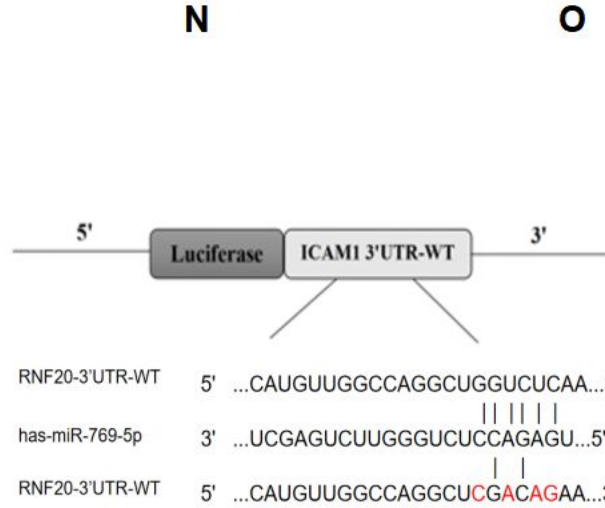 N O
5' Luciferase ICAM1 3'UTR-WT 3'
RNF20-3'UTR-WT 5' ...CAUGUUGGCCAGGCUGGUCUCAA...
has-miR-769-5p 3' ...UCGAGUCUUGGGUCUCCAGAGU...5'
RNF20-3'UTR-WT 5' ...CAUGUUGGCCAGGCUCGACAGAA...3